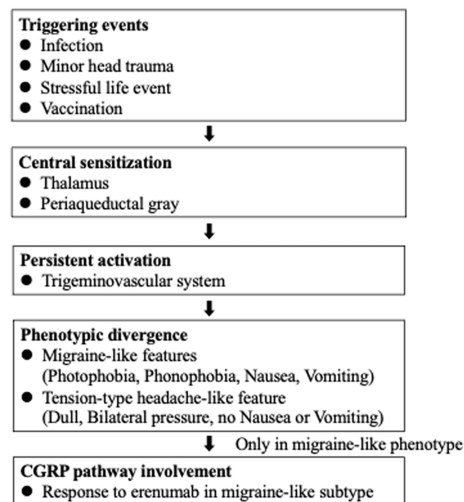 Triggering events
● Infection
● Minor head trauma
● Stressful life event
● Vaccination
Central sensitization
● Thalamus
● Periaqueductal gray
Persistent activation
● Trigeminovascular system
Phenotypic divergence
● Migraine-like features
(Photophobia, Phonophobia, Nausea, Vomiting)
● Tension-type headache-like feature
(Dull, Bilateral pressure, no Nausea or Vomiting)
Only in migraine-like phenotype
CGRP pathway involvement
● Response to erenumab in migraine-like subtype